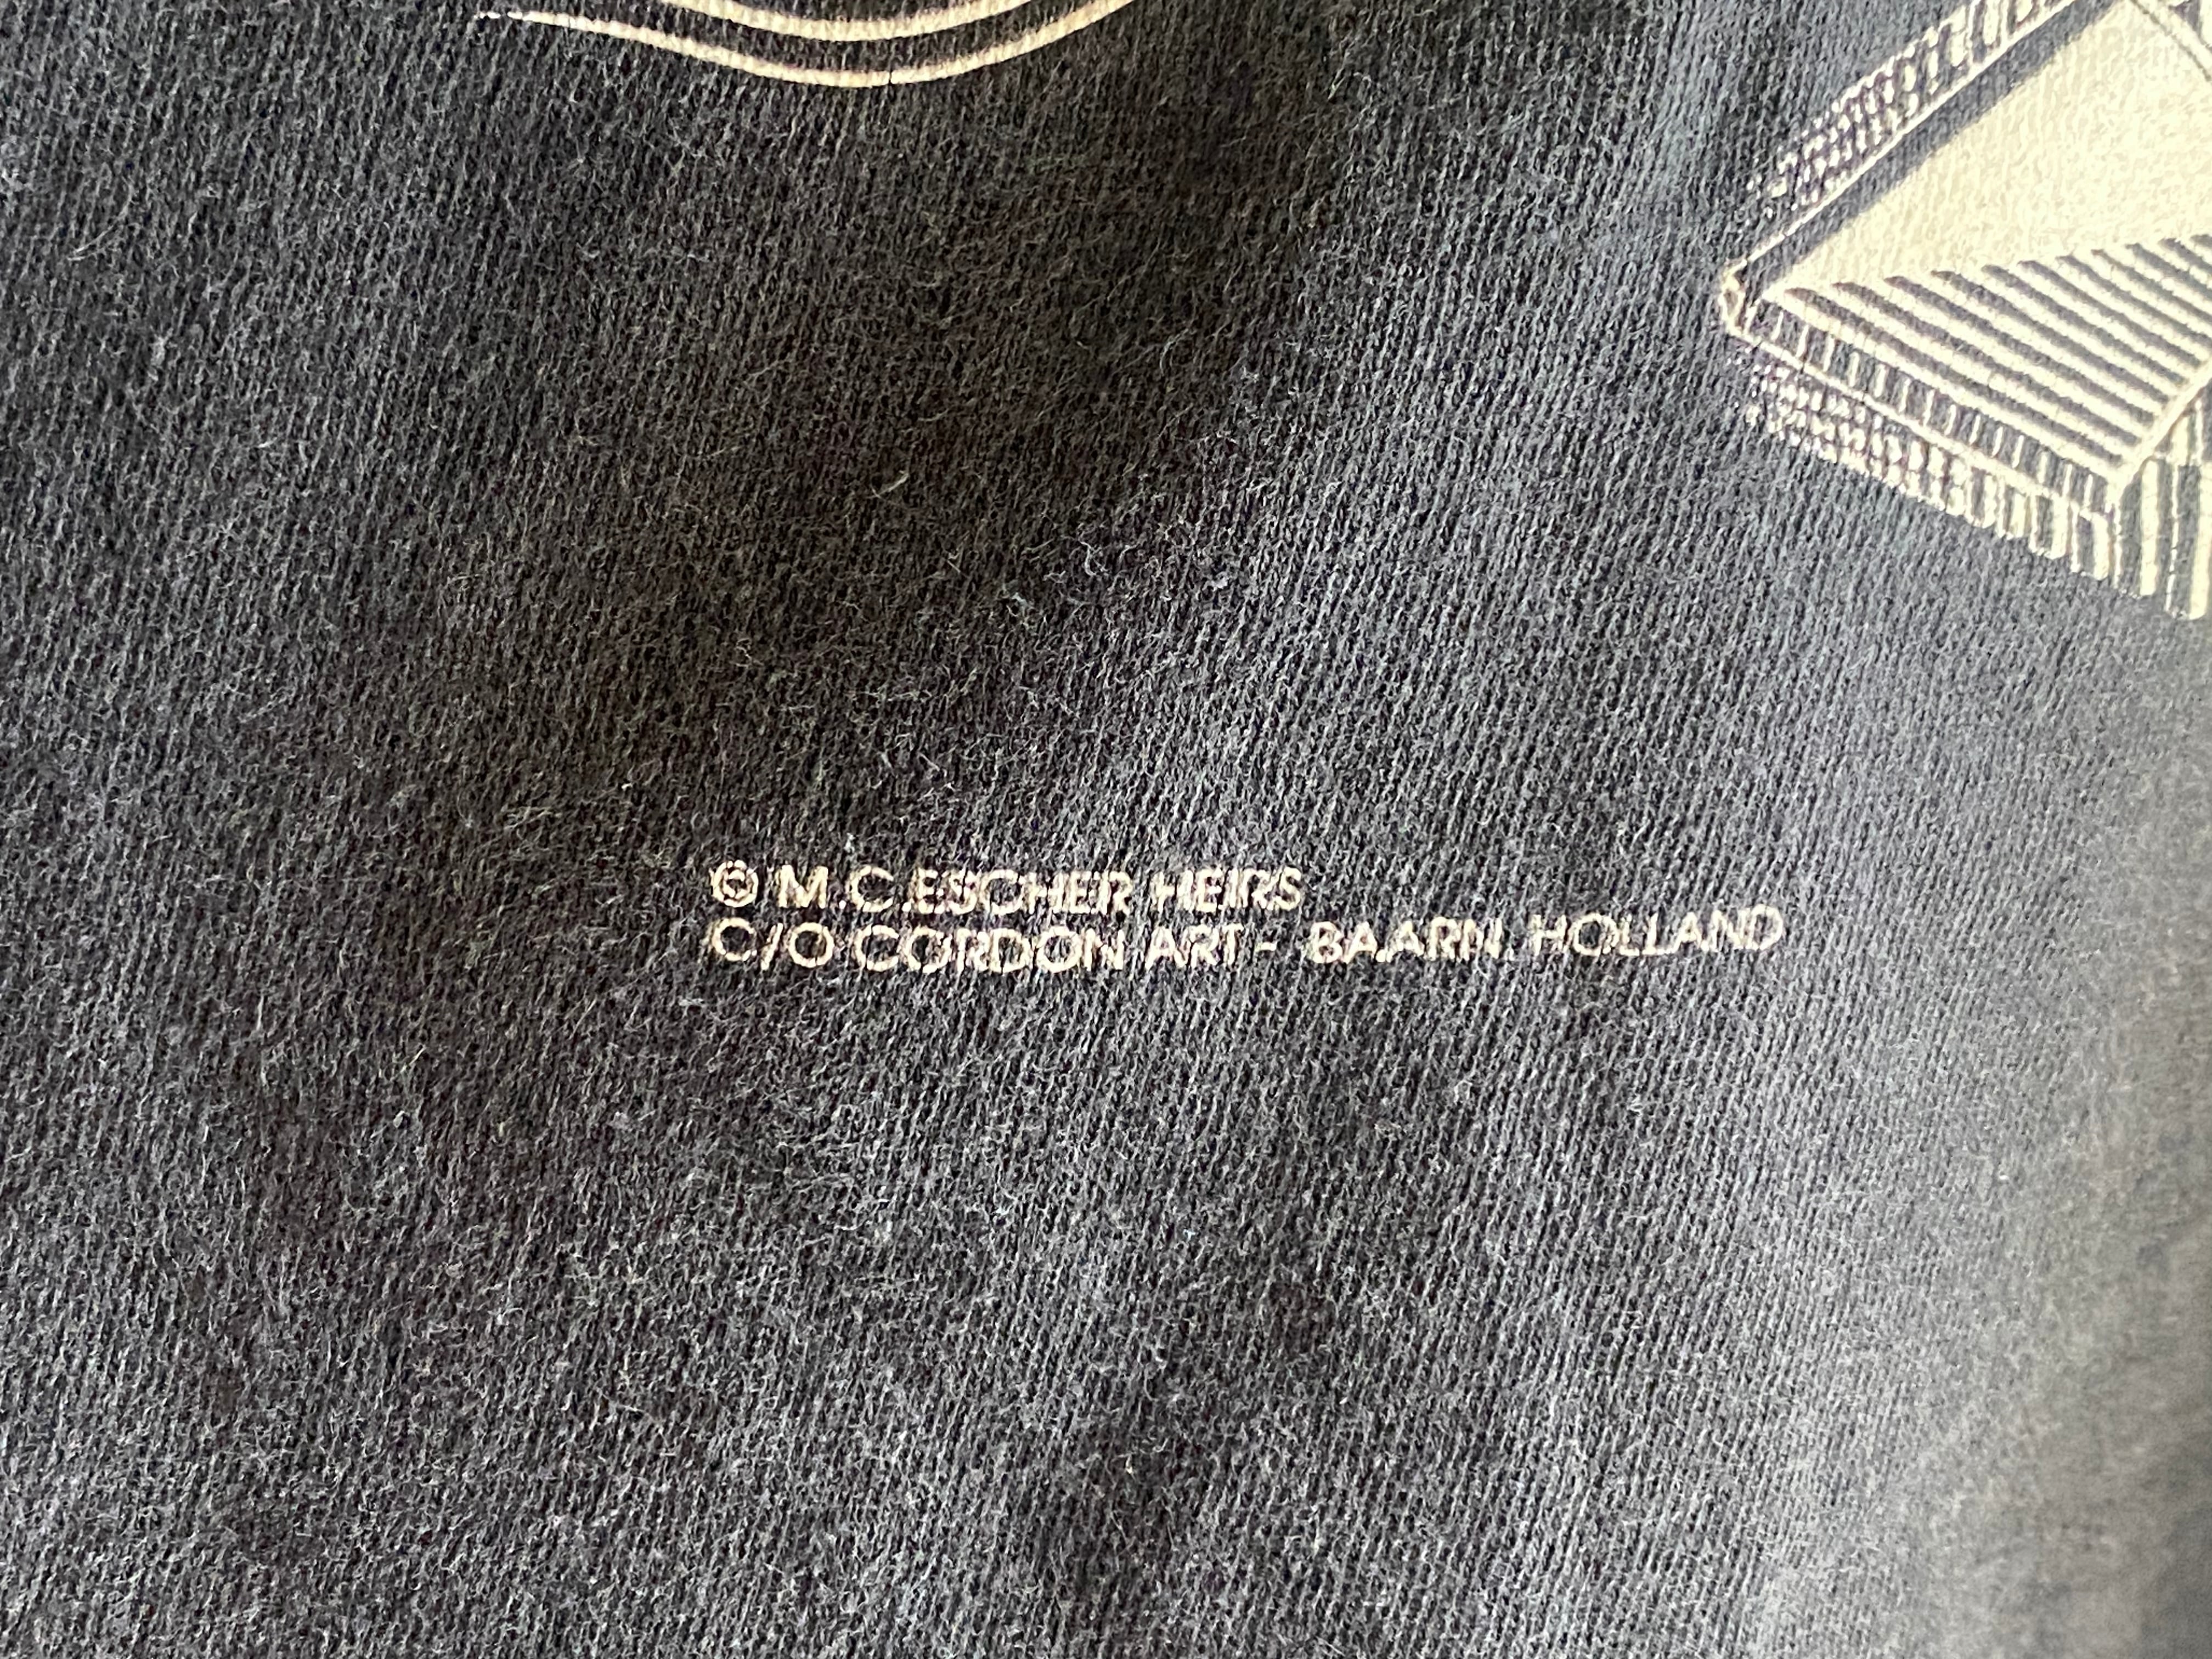 © M.C.ESCHER HEIRS
C/O CORDON ART - BAARN HOLLAND